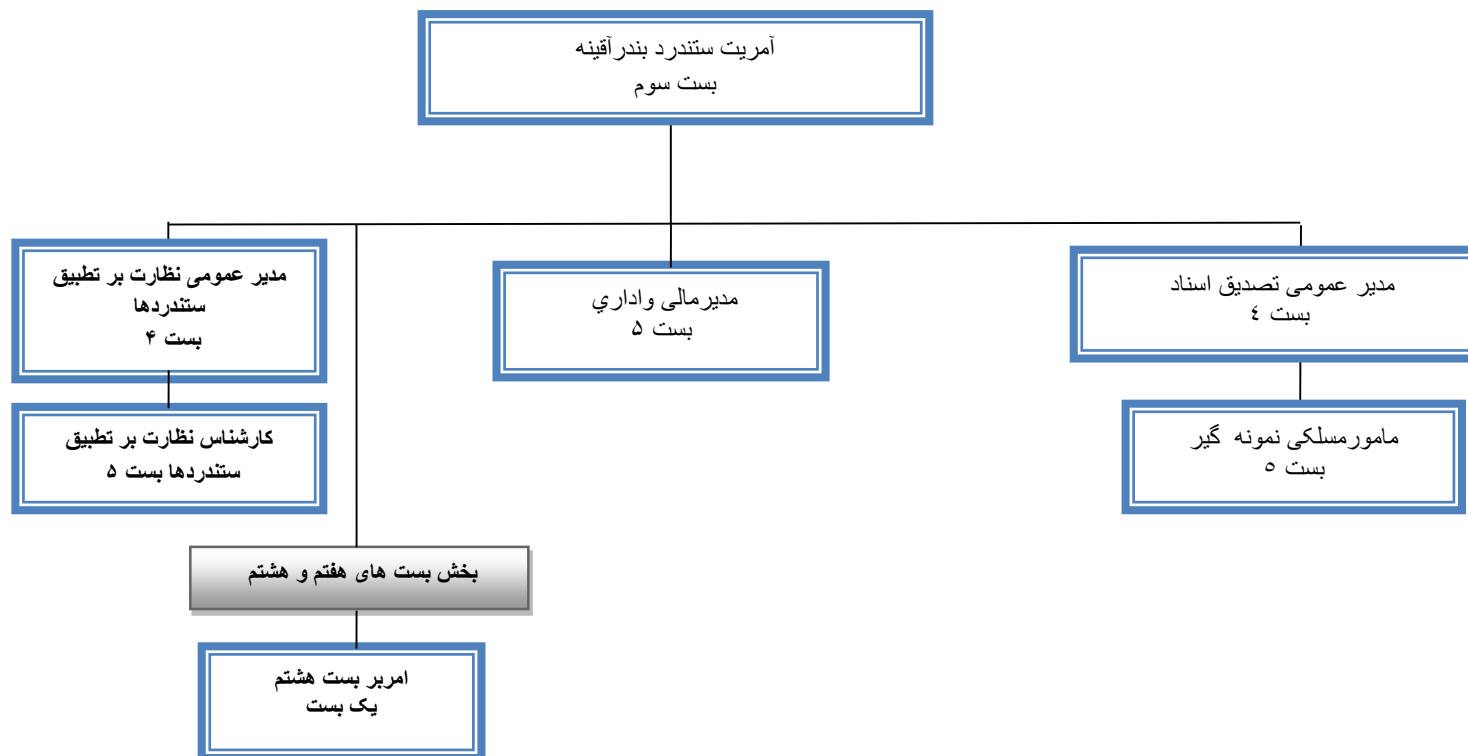 آمریت ستندرد بندرآقینه
بست سوم
مدیر عمومی تصدیق اسناد
بست ٤
مدیرمالی واداري
بست ۵
مدیر عمومی نظارت بر تطبیق
ستندردها
بست ۴
مامورمسلکی نمونه گیر
بست ٥
کارشناس نظارت بر تطبیق
ستندردها بست ۵
بخش بست های هفتم و هشتم
امربر بست هشتم
یک بست